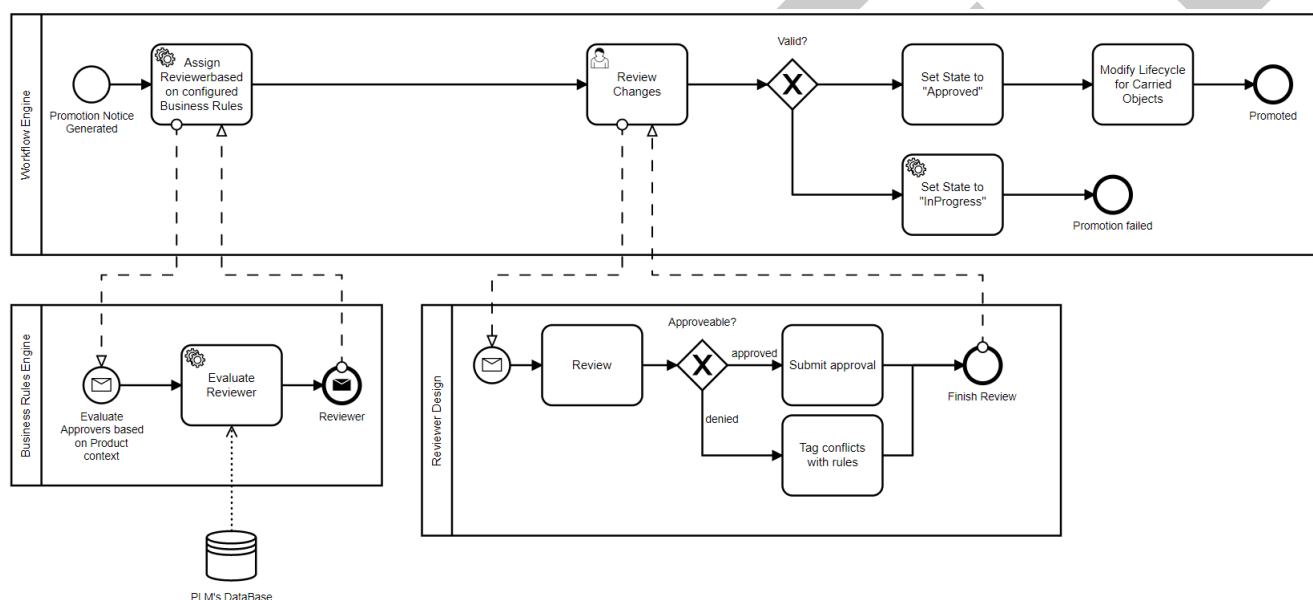 Workflow Engine
Promotion Notice
Generated
Assign
Reviewerbased
on configured
Business Rules
Review
Changes
Valid?
Set State to
"Approved"
Modify Lifecycle
for Carried
Objects
Promoted
Set State to
"InProgress"
Promotion failed
Business Rules Engine
Evaluate
Approvers based
on Product
context
Evaluate
Reviewer
Reviewer
PLM's DataBase
Reviewer Design
Review
Approveable?
approved
denied
Submit approval
Tag conflicts
with rules
Finish Review